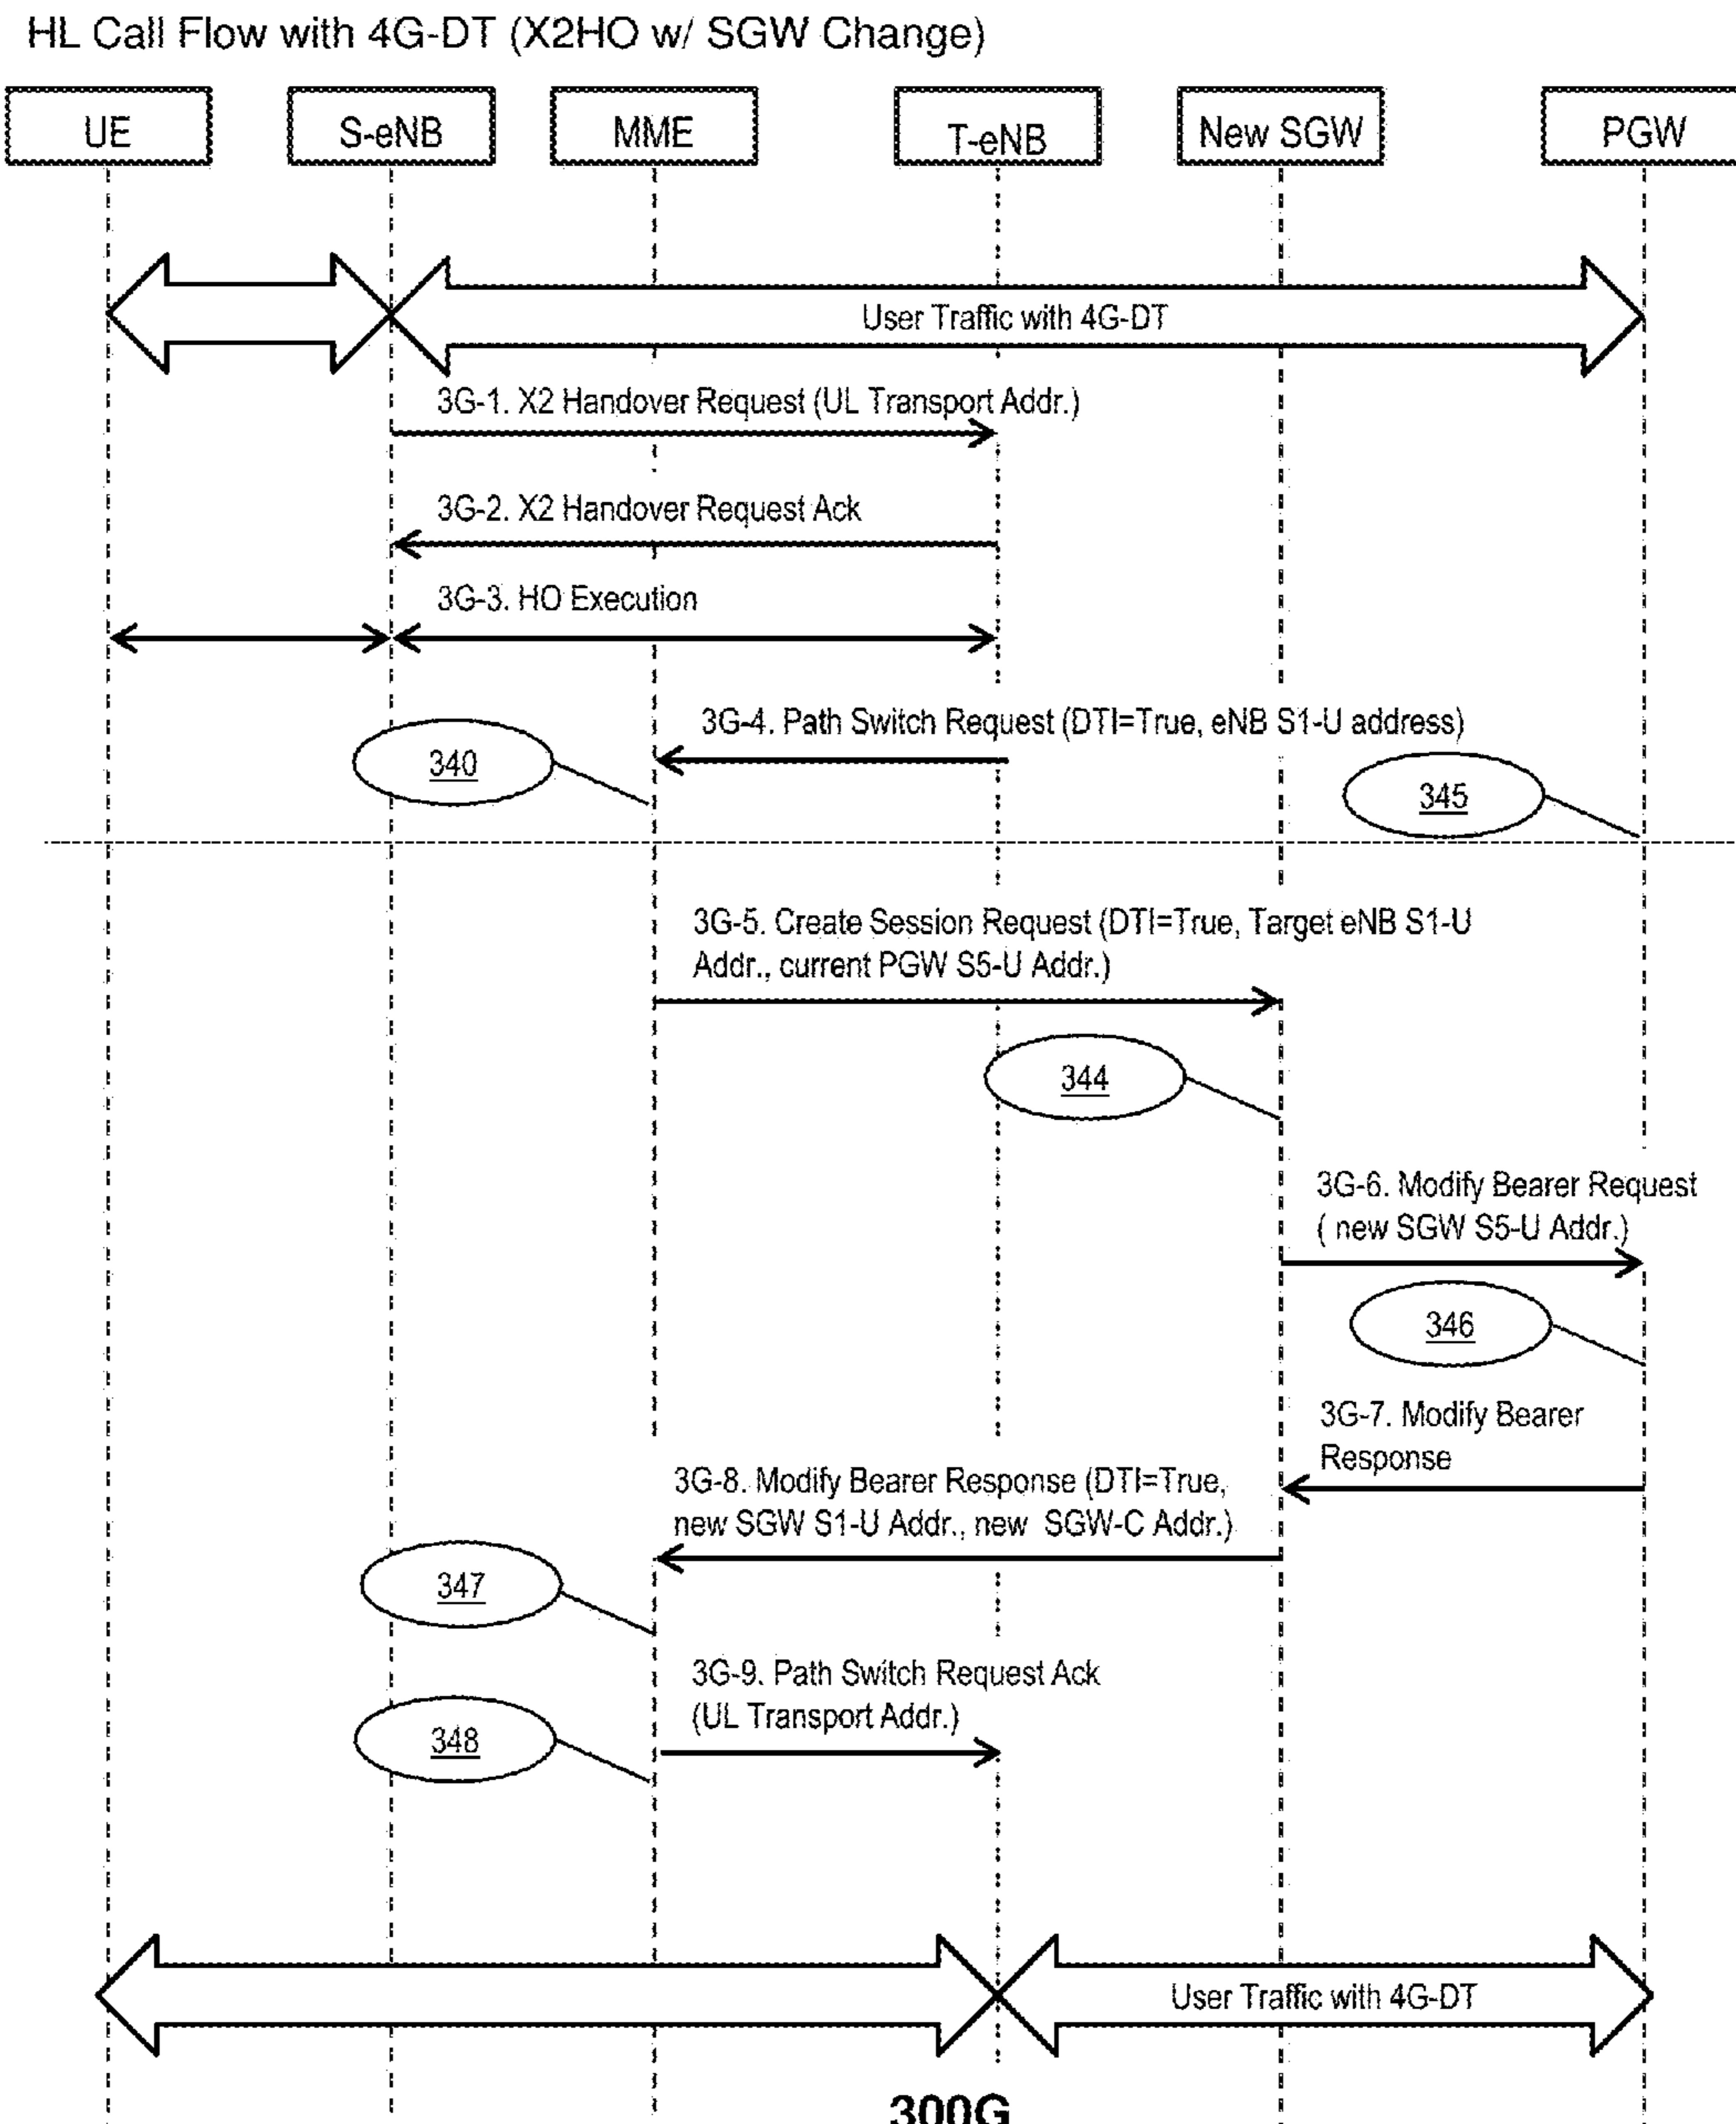 HL Call Flow with 4G-DT (X2HO w/ SGW Change)
UE
S-eNB
MME
T-eNB
New SGW
PGW
User Traffic with 4G-DT
3G-1. X2 Handover Request (UL Transport Addr.)
3G-2. X2 Handover Request Ack
3G-3. HO Execution
3G-4. Path Switch Request (DTI=True, eNB S1-U address)
340
345
3G-5. Create Session Request (DTI=True, Target eNB S1-U
Addr., current PGW S5-U Addr.)
344
3G-6. Modify Bearer Request
( new SGW S5-U Addr.)
346
3G-7. Modify Bearer
Response
3G-8. Modify Bearer Response (DTI=True,
new SGW S1-U Addr., new SGW-C Addr.)
347
3G-9. Path Switch Request Ack
(UL Transport Addr.)
348
User Traffic with 4G-DT
300G